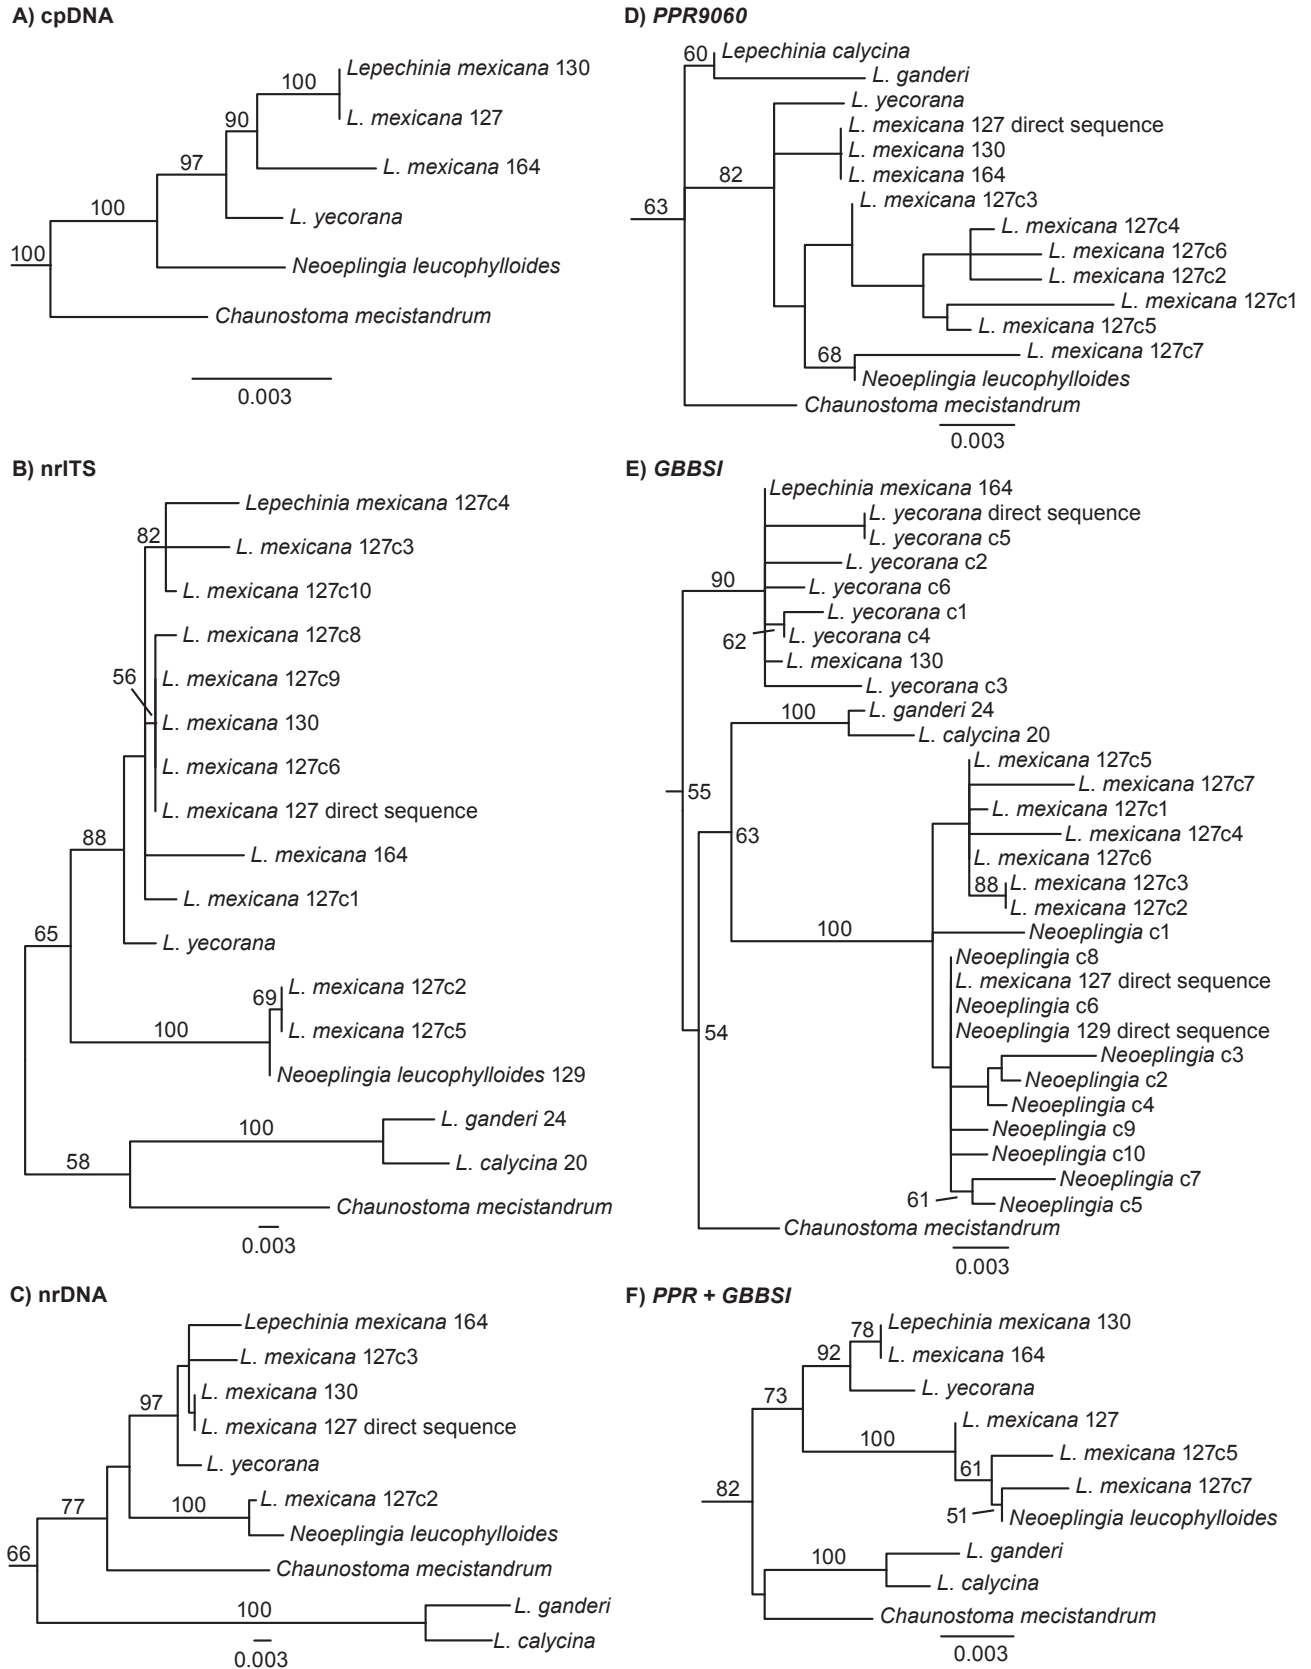 A) cpDNA
100
100
97
90
100
Lepechinia mexicana 130
L. mexicana 127
L. mexicana 164
L. yecorana
Neoeplingia leucophylloides
Chaunostoma mecistandrum
0.003
B) nrITS
Lepechinia mexicana 127c4
82
L. mexicana 127c3
L. mexicana 127c10
L. mexicana 127c8
56
L. mexicana 127c9
L. mexicana 130
L. mexicana 127c6
L. mexicana 127 direct sequence
88
L. mexicana 164
L. mexicana 127c1
65
L. yecorana
69
L. mexicana 127c2
100
L. mexicana 127c5
Neoeplingia leucophylloides 129
100
L. ganderi 24
58
L. calycina 20
Chaunostoma mecistandrum
0.003
C) nrDNA
Lepechinia mexicana 164
L. mexicana 127c3
97
L. mexicana 130
L. mexicana 127 direct sequence
L. yecorana
77
100
L. mexicana 127c2
Neoeplingia leucophylloides
66
Chaunostoma mecistandrum
100
L. ganderi
L. calycina
0.003
D) PPR9060
60
Lepechinia calycina
L. ganderi
L. yecorana
L. mexicana 127 direct sequence
L. mexicana 130
82
L. mexicana 164
63
L. mexicana 127c3
L. mexicana 127c4
L. mexicana 127c6
L. mexicana 127c2
L. mexicana 127c1
L. mexicana 127c5
68
L. mexicana 127c7
Neoeplingia leucophylloides
Chaunostoma mecistandrum
0.003
E) GBBSI
Lepechinia mexicana 164
L. yecorana direct sequence
L. yecorana c5
L. yecorana c2
90
L. yecorana c6
L. yecorana c1
62
L. yecorana c4
L. mexicana 130
L. yecorana c3
100
L. ganderi 24
L. calycina 20
L. mexicana 127c5
L. mexicana 127c7
55
L. mexicana 127c1
63
L. mexicana 127c4
L. mexicana 127c6
88
L. mexicana 127c3
L. mexicana 127c2
100
Neoeplingia c1
Neoeplingia c8
L. mexicana 127 direct sequence
Neoeplingia c6
54
Neoeplingia 129 direct sequence
Neoeplingia c3
Neoeplingia c2
Neoeplingia c4
Neoeplingia c9
Neoeplingia c10
Neoeplingia c7
61
Neoeplingia c5
Chaunostoma mecistandrum
0.003
F) PPR + GBBSI
78
Lepechinia mexicana 130
92
L. mexicana 164
73
L. yecorana
L. mexicana 127
100
L. mexicana 127c5
61
82
L. mexicana 127c7
51
Neoeplingia leucophylloides
100
L. ganderi
L. calycina
Chaunostoma mecistandrum
0.003